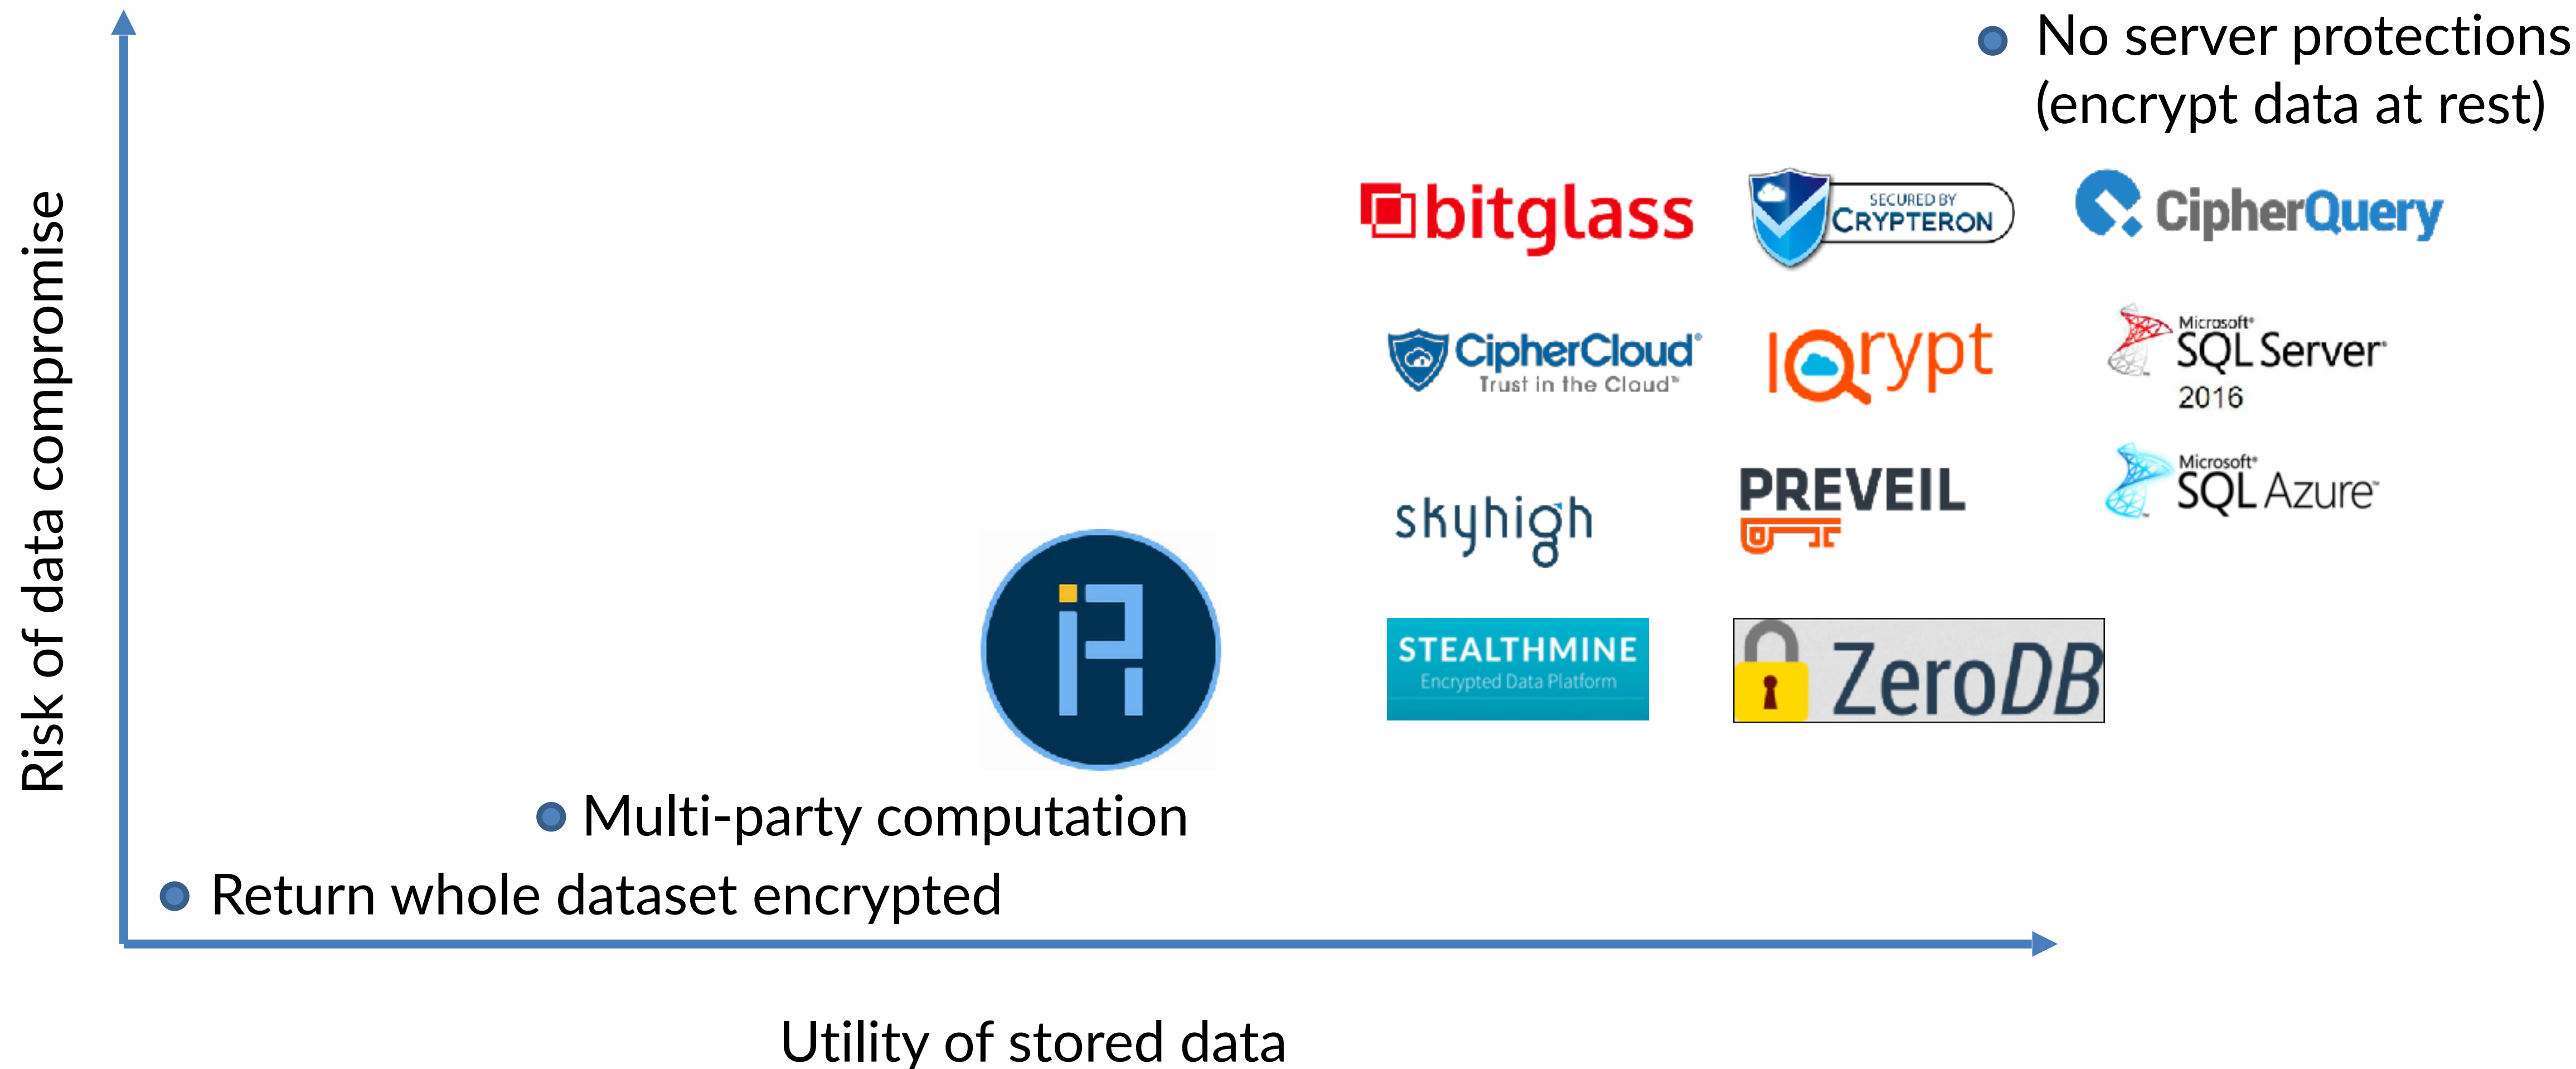 No server protections
(encrypt data at rest)
Risk of data compromise
bitglass
SECURED BY
CRYPTERON
CipherQuery
CipherCloud®
Trust in the Cloud™
IQrypt
Microsoft®
SQL Server®
2016
skyhigh
PREVEIL
Microsoft®
SQL Azure™
STEALTHMINE
Encrypted Data Platform
ZeroDB
Multi-party computation
Return whole dataset encrypted
Utility of stored data